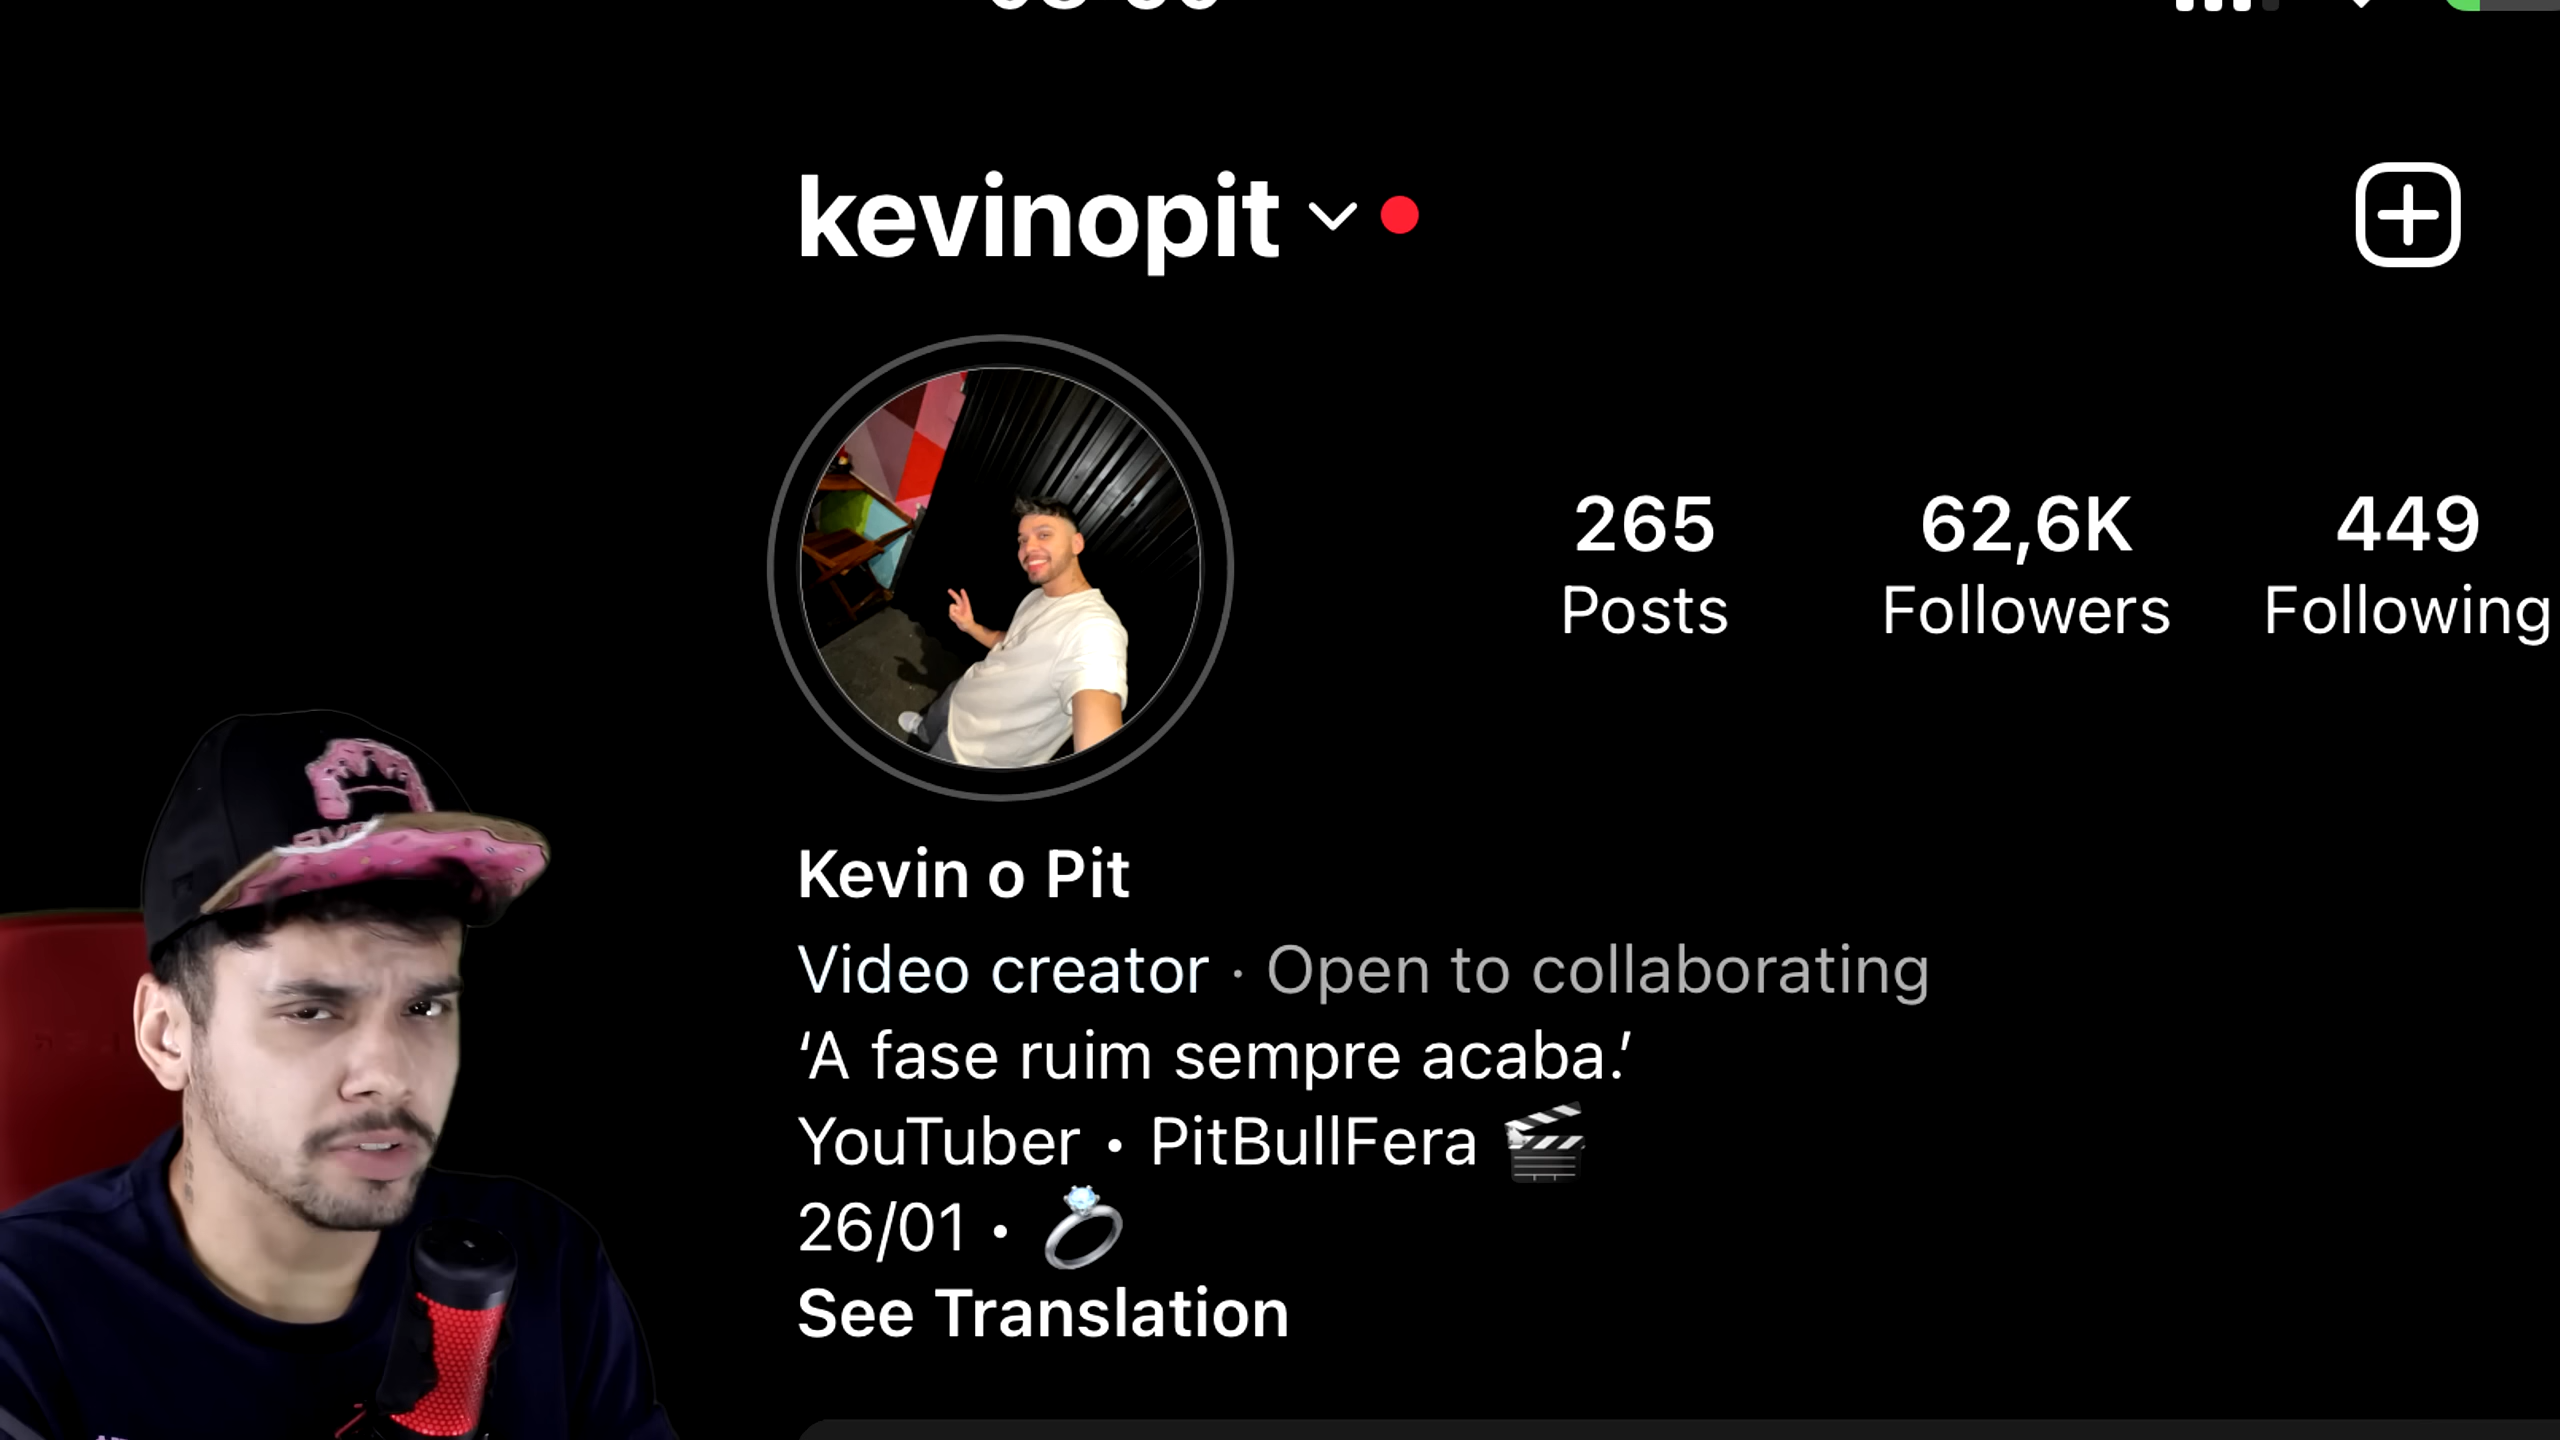 kevinopit
265 62,6K 449
Posts Followers Following
Kevin o Pit
Video creator · Open to collaborating
‘A fase ruim sempre acaba.’
YouTuber • PitBullFera 🎬
26/01 • 💍
See Translation